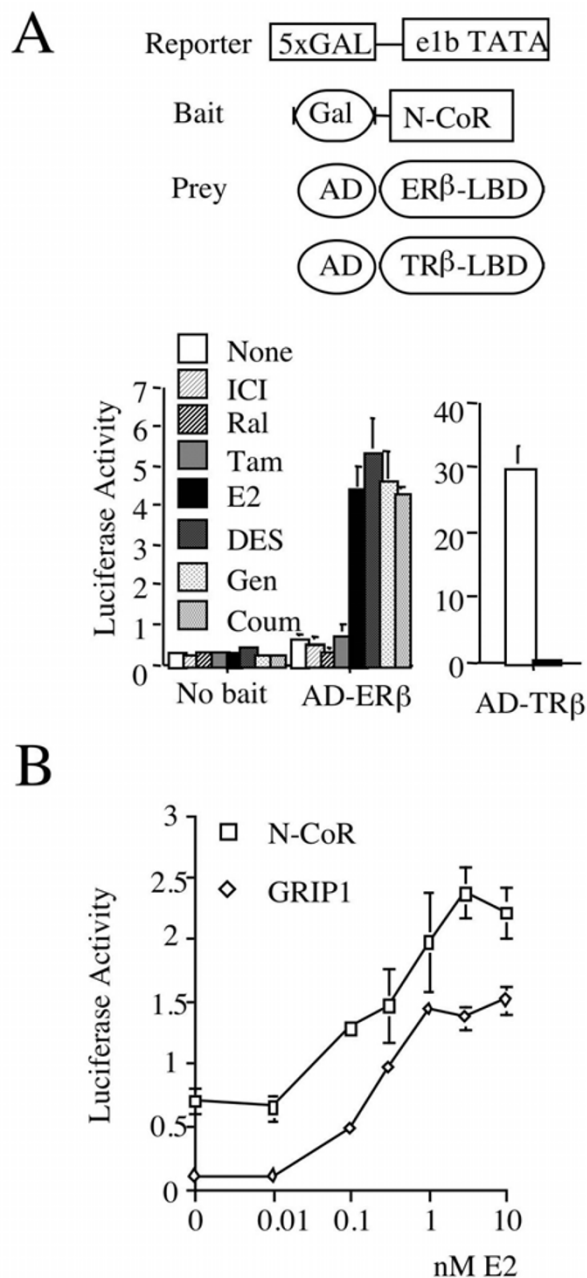 A
Reporter 5xGAL e1b TATA
Bait Gal N-CoR
Prey AD ERβ-LBD
AD TRβ-LBD
None
ICI
Ral
Tam
E2
DES
Gen
Coum
Luciferase Activity
7
6
5
4
3
2
1
0
No bait AD-ERβ
40
30
20
10
0
AD-TRβ
B
N-CoR
GRIP1
Luciferase Activity
3
2.5
2
1.5
1
0.5
0
0 0.01 0.1 1 10
nM E2